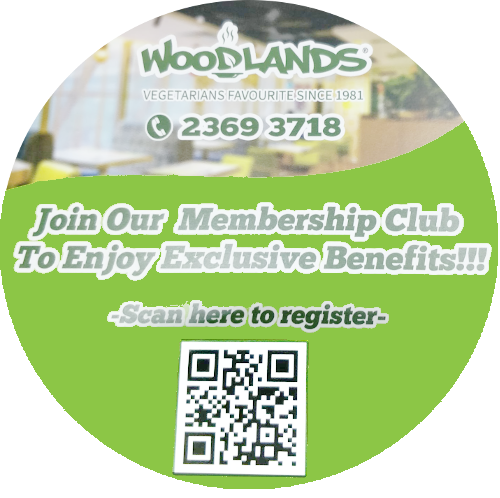 WOODLANDS®
VEGETARIANS FAVOURITE SINCE 1981
2369 3718
Join Our Membership Club
To Enjoy Exclusive Benefits!!!
-Scan here to register-